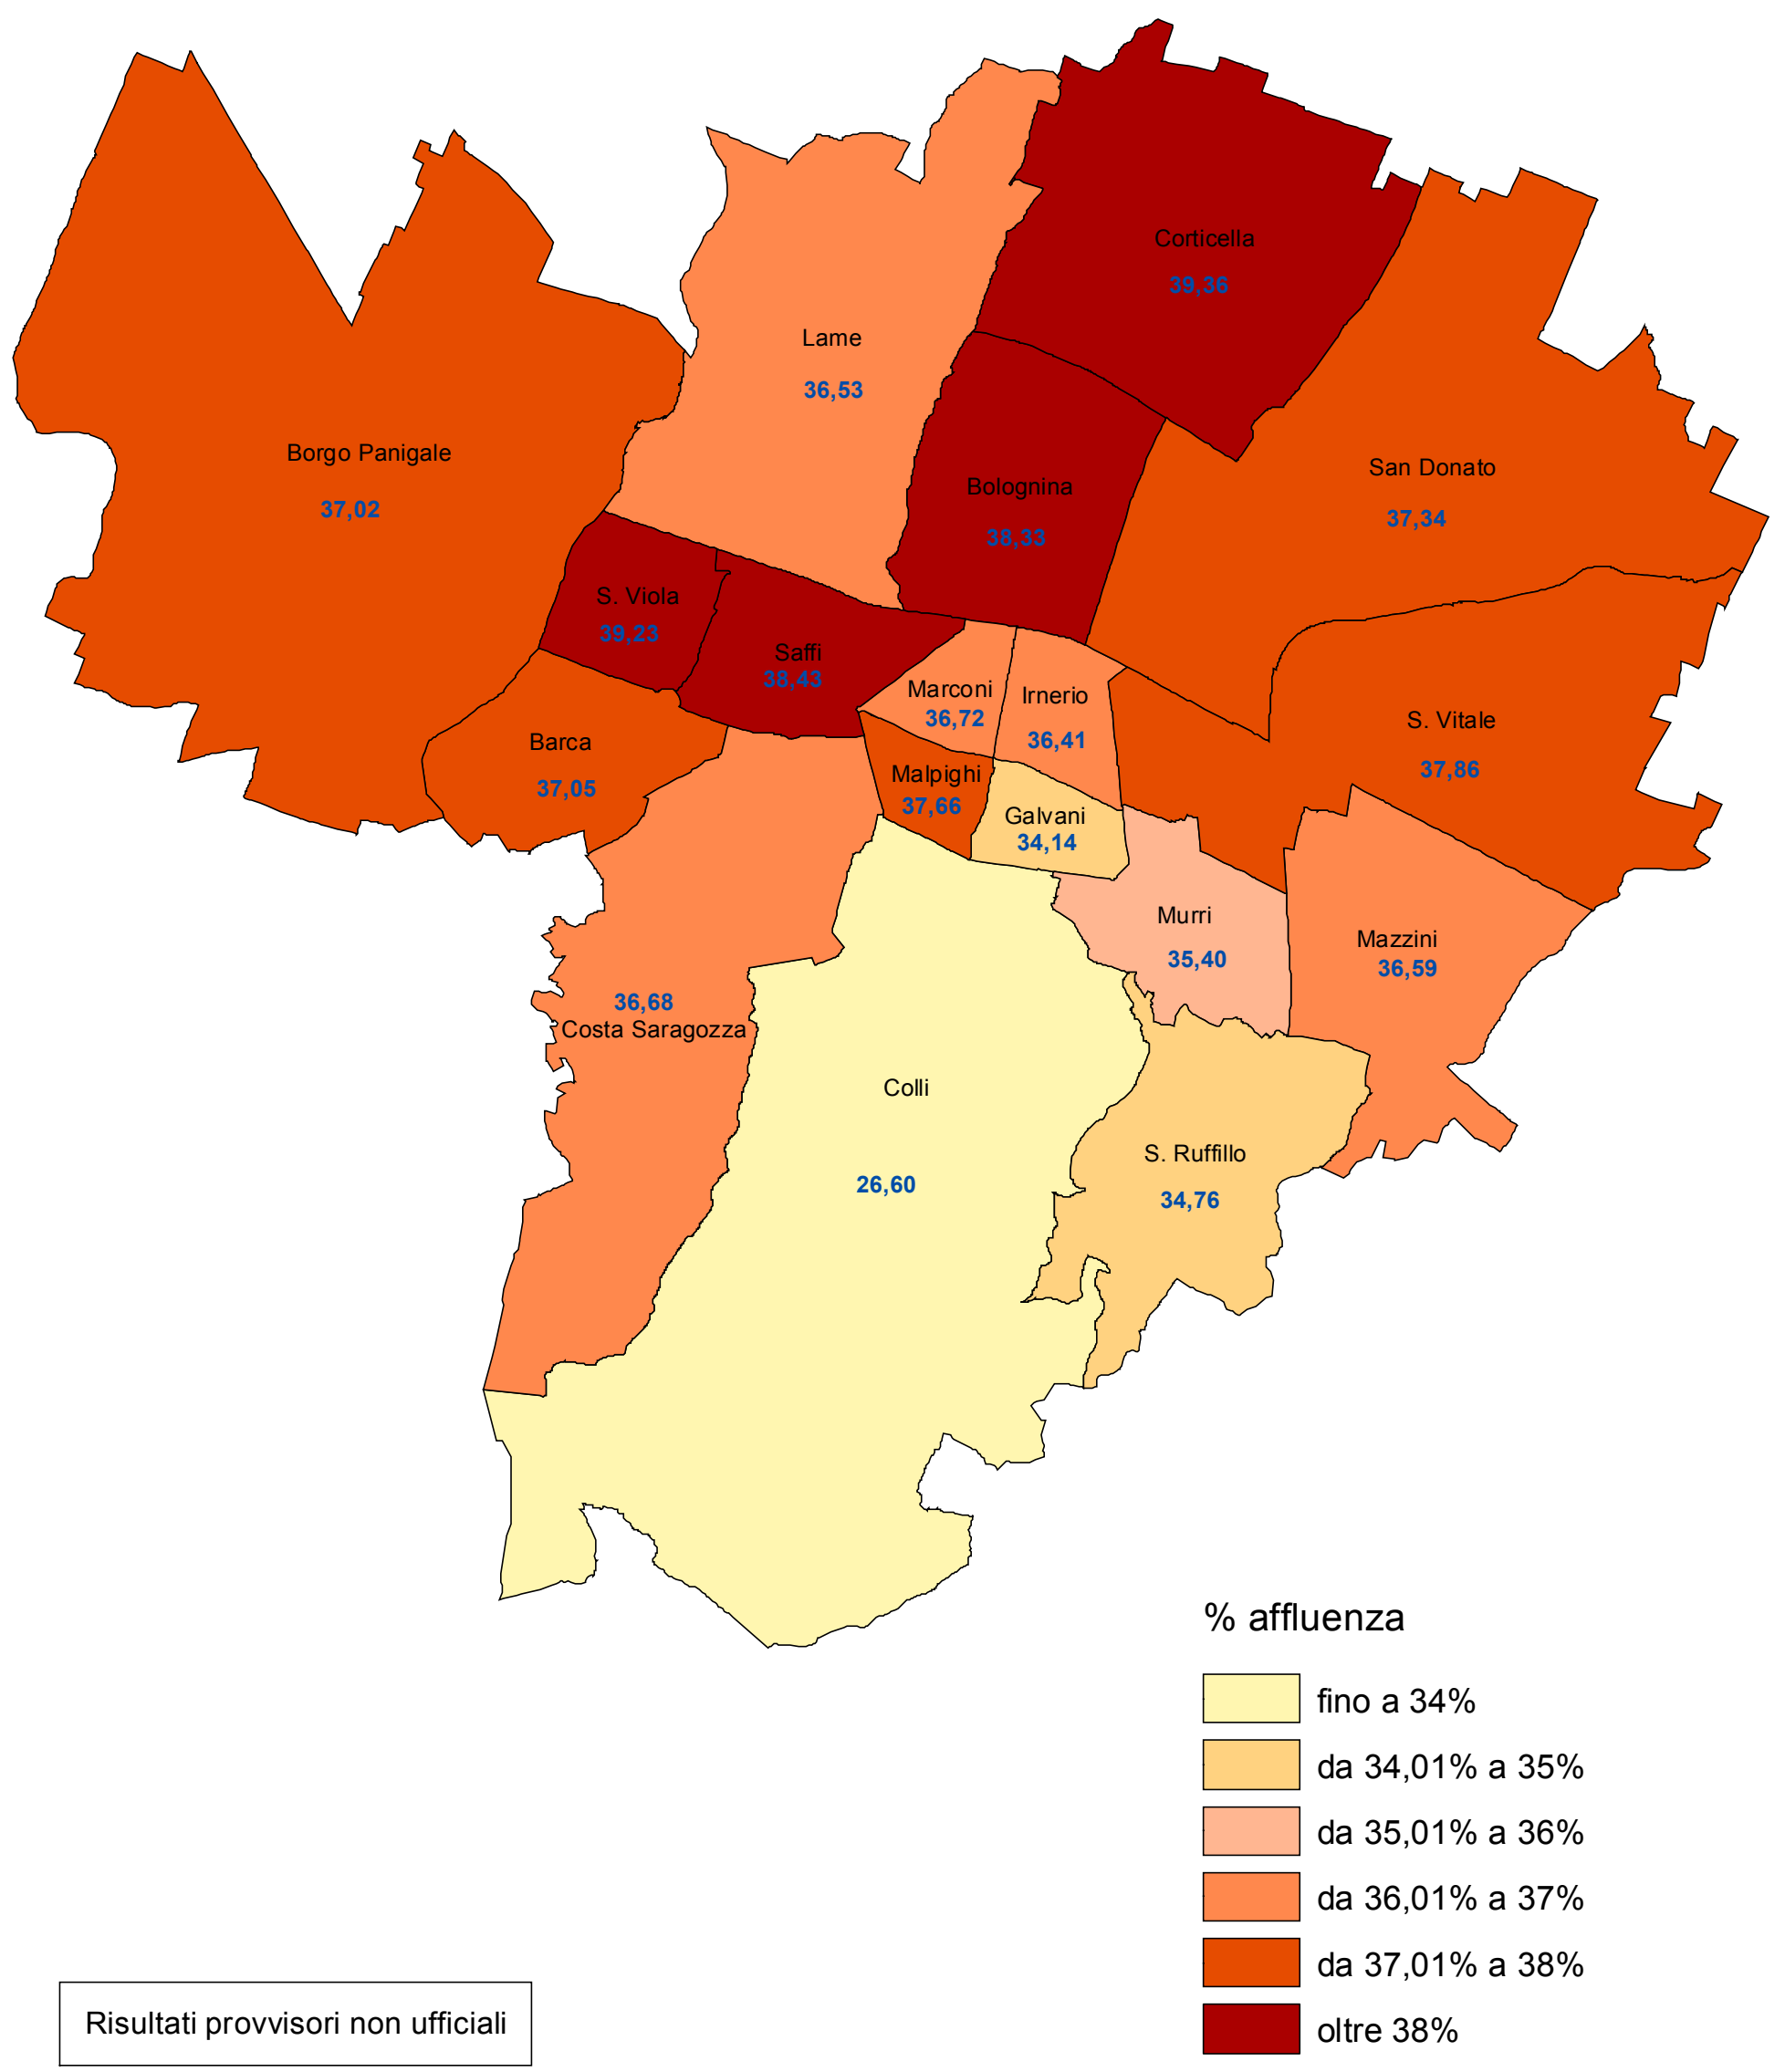 Corticella
39,36
Lame
36,53
Borgo Panigale
37,02
Bolognina
38,33
San Donato
37,34
S. Viola
39,23
Saffi
38,43
Marconi
36,72
Irnerio
36,41
S. Vitale
37,86
Barca
37,05
Malpighi
37,66
Galvani
34,14
Murri
35,40
Mazzini
36,59
36,68
Costa Saragozza
Colli
26,60
S. Ruffillo
34,76
% affluenza
fino a 34%
da 34,01% a 35%
da 35,01% a 36%
da 36,01% a 37%
da 37,01% a 38%
oltre 38%
Risultati provvisori non ufficiali